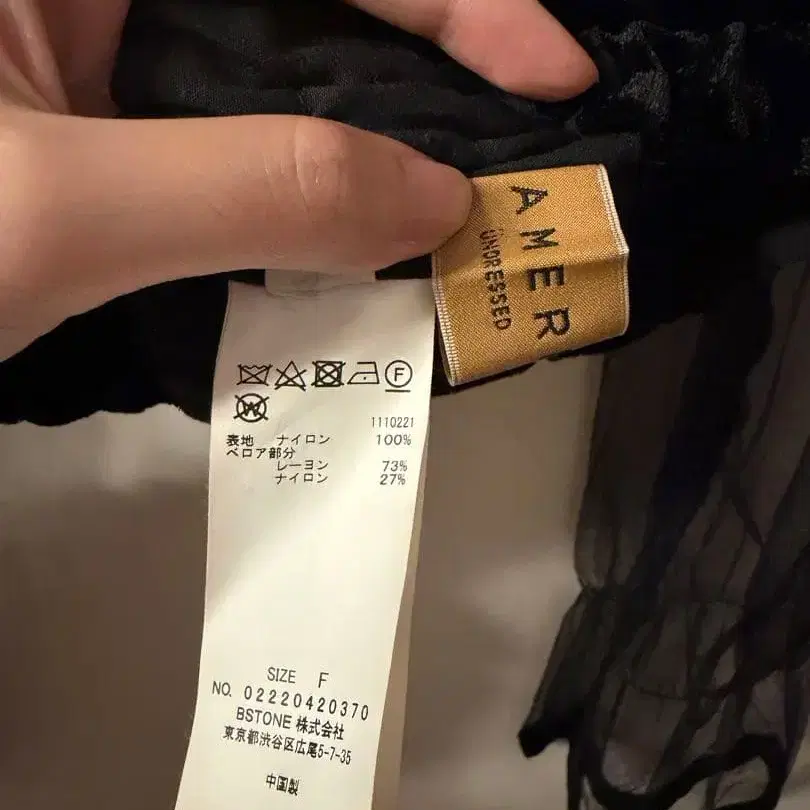 AMER
UNDRESSED
F
W
1110221
表地 ナイロン 100%
ベロア部分
レーヨン 73%
ナイロン 27%
SIZE F
NO. 02220420370
BSTONE 株式会社
東京都渋谷区広尾5-7-35
中国製